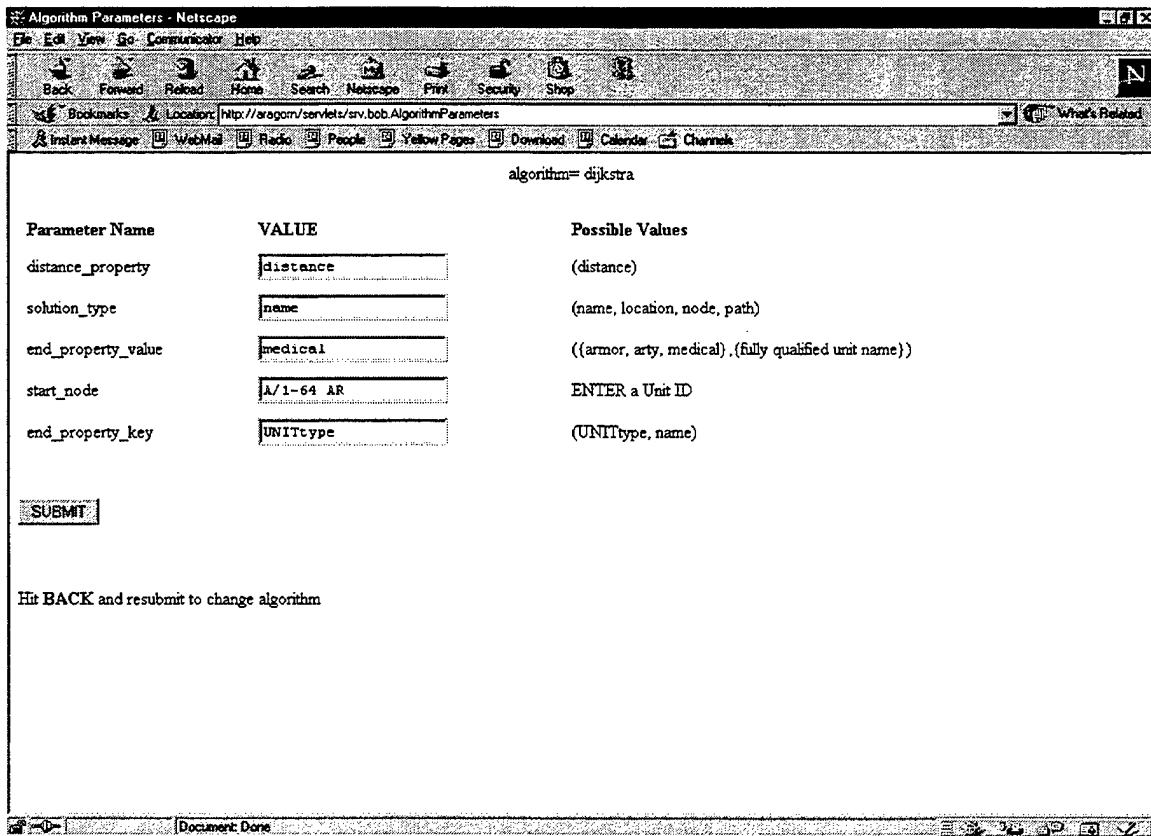 Algorithm Parameters - Netscape
File Edit View Go Communicator Help
Back Forward Reload Home Search Netscape Print Security Shop
N
Bookmarks Location: http://aragorn/servlets/srv.bob.AlgorithmParameters What's Related
Instant Message WebMail Radio People Yellow Pages Download Calendar Channels
algorithm= dijkstra
Parameter Name VALUE Possible Values
distance_property distance (distance)
solution_type name (name, location, node, path)
end_property_value medical ({armor, arty, medical},{fully qualified unit name})
start_node A/1-64 AR ENTER a Unit ID
end_property_key UNITtype (UNITtype, name)
SUBMIT
Hit BACK and resubmit to change algorithm
Document: Done